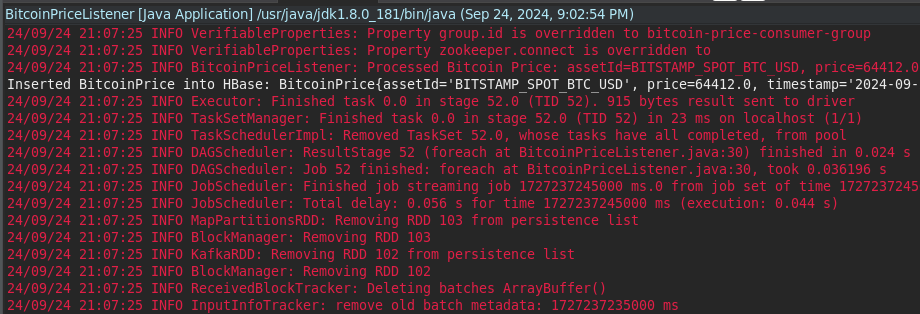 BitcoinPriceListener [Java Application] /usr/java/jdk1.8.0_181/bin/java (Sep 24, 2024, 9:02:54 PM)
24/09/24 21:07:25 INFO VerifiableProperties: Property group.id is overridden to bitcoin-price-consumer-group
24/09/24 21:07:25 INFO VerifiableProperties: Property zookeeper.connect is overridden to
24/09/24 21:07:25 INFO BitcoinPriceListener: Processed Bitcoin Price: assetId=BITSTAMP_SPOT_BTC_USD, price=64412.0
Inserted BitcoinPrice into HBase: BitcoinPrice{assetId='BITSTAMP_SPOT_BTC_USD', price=64412.0, timestamp='2024-09-
24/09/24 21:07:25 INFO Executor: Finished task 0.0 in stage 52.0 (TID 52). 915 bytes result sent to driver
24/09/24 21:07:25 INFO TaskSetManager: Finished task 0.0 in stage 52.0 (TID 52) in 23 ms on localhost (1/1)
24/09/24 21:07:25 INFO TaskSchedulerImpl: Removed TaskSet 52.0, whose tasks have all completed, from pool
24/09/24 21:07:25 INFO DAGScheduler: ResultStage 52 (foreach at BitcoinPriceListener.java:30) finished in 0.024 s
24/09/24 21:07:25 INFO DAGScheduler: Job 52 finished: foreach at BitcoinPriceListener.java:30, took 0.036196 s
24/09/24 21:07:25 INFO JobScheduler: Finished job streaming job 1727237245000 ms.0 from job set of time 1727237245
24/09/24 21:07:25 INFO JobScheduler: Total delay: 0.056 s for time 1727237245000 ms (execution: 0.044 s)
24/09/24 21:07:25 INFO MapPartitionsRDD: Removing RDD 103 from persistence list
24/09/24 21:07:25 INFO BlockManager: Removing RDD 103
24/09/24 21:07:25 INFO KafkaRDD: Removing RDD 102 from persistence list
24/09/24 21:07:25 INFO BlockManager: Removing RDD 102
24/09/24 21:07:25 INFO ReceivedBlockTracker: Deleting batches ArrayBuffer()
24/09/24 21:07:25 INFO InputInfoTracker: remove old batch metadata: 1727237235000 ms